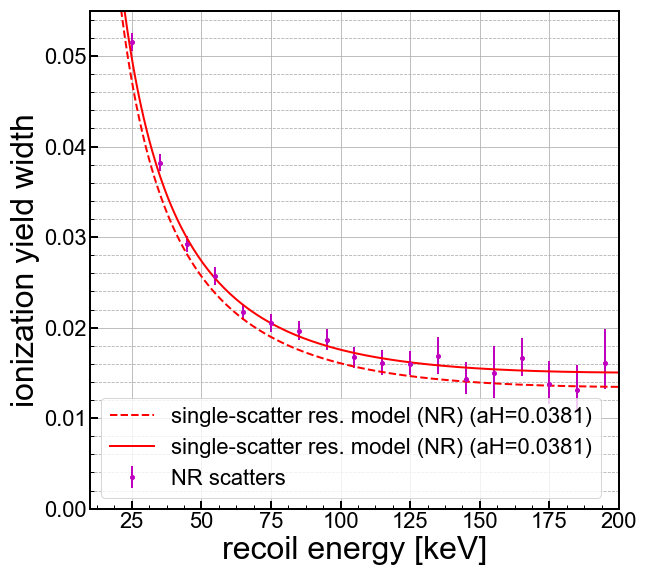 ionization yield width
0.05
0.04
0.03
0.02
0.01
0.00
single-scatter res. model (NR) (aH=0.0381)
single-scatter res. model (NR) (aH=0.0381)
NR scatters
25 50 75 100 125 150 175 200
recoil energy [keV]